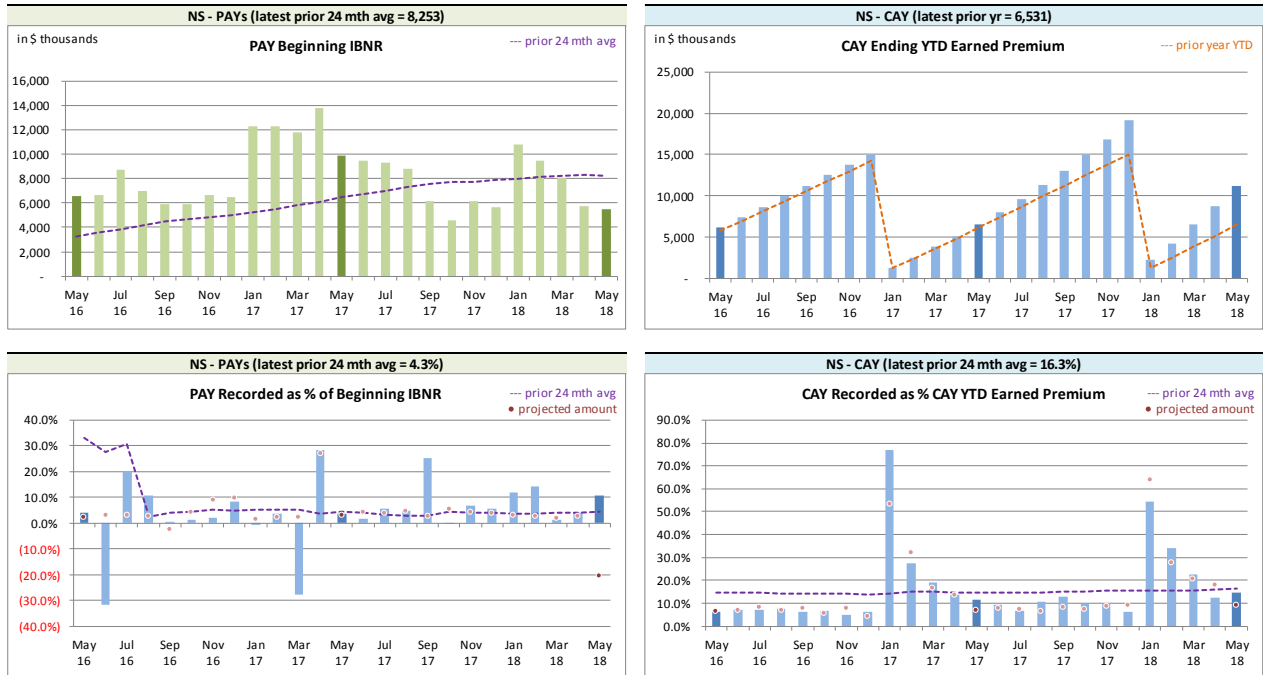 NS - PAYs (latest prior 24 mth avg = 8,253)
in $ thousands
PAY Beginning IBNR
--- prior 24 mth avg
16,000
14,000
12,000
10,000
8,000
6,000
4,000
2,000
-
May Jul Sep Nov Jan Mar May Jul Sep Nov Jan Mar May
16 16 16 16 17 17 17 17 17 17 18 18 18
NS - CAY (latest prior yr = 6,531)
in $ thousands
CAY Ending YTD Earned Premium
--- prior year YTD
25,000
20,000
15,000
10,000
5,000
-
May Jul Sep Nov Jan Mar May Jul Sep Nov Jan Mar May
16 16 16 16 17 17 17 17 17 17 18 18 18
NS - PAYs (latest prior 24 mth avg = 4.3%)
PAY Recorded as % of Beginning IBNR
--- prior 24 mth avg
projected amount
40.0%
30.0%
20.0%
10.0%
0.0%
(10.0%)
(20.0%)
(30.0%)
(40.0%)
May Jul Sep Nov Jan Mar May Jul Sep Nov Jan Mar May
16 16 16 16 17 17 17 17 17 17 18 18 18
NS - CAY (latest prior 24 mth avg = 16.3%)
CAY Recorded as % CAY YTD Earned Premium
--- prior 24 mth avg
projected amount
90.0%
80.0%
70.0%
60.0%
50.0%
40.0%
30.0%
20.0%
10.0%
0.0%
May Jul Sep Nov Jan Mar May Jul Sep Nov Jan Mar May
16 16 16 16 17 17 17 17 17 17 18 18 18